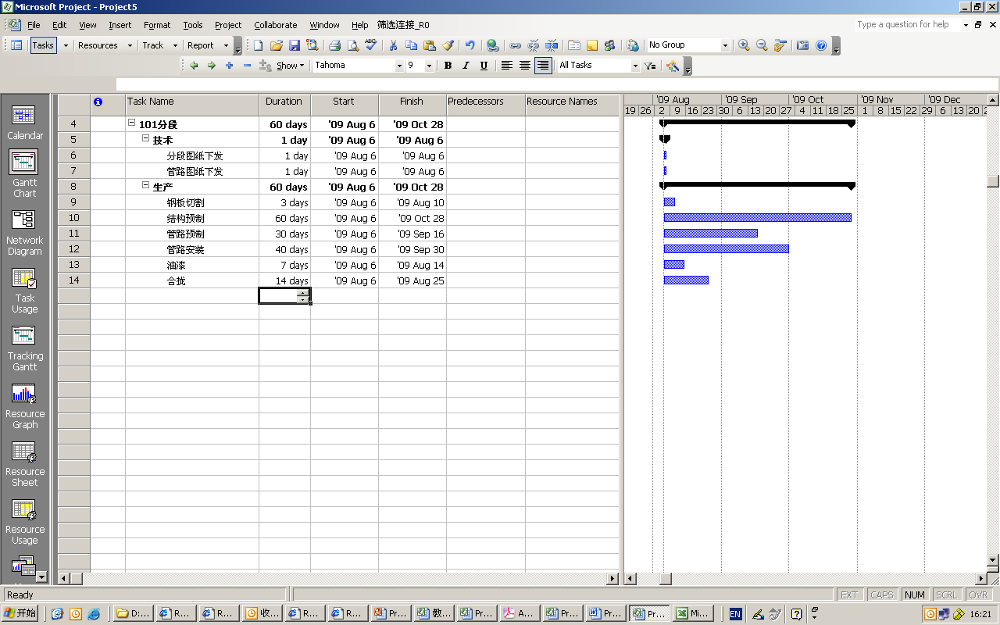 Microsoft Project - Project5
File Edit View Insert Format Tools Project Collaborate Window Help 筛选连接_R0 Type a question for help
Tasks Resources Track Report No Group
Show Tahoma 9 B I U All Tasks
Task Name Duration Start Finish Predecessors Resource Names '09 Aug '09 Sep '09 Oct '09 Nov '09 Dec
19 26 2 9 16 23 30 6 13 20 27 4 11 18 25 1 8 15 22 29 6 13 20
4 101分段 60 days '09 Aug 6 '09 Oct 28
5 技术 1 day '09 Aug 6 '09 Aug 6
6 分段图纸下发 1 day '09 Aug 6 '09 Aug 6
7 管路图纸下发 1 day '09 Aug 6 '09 Aug 6
8 生产 60 days '09 Aug 6 '09 Oct 28
9 钢板切割 3 days '09 Aug 6 '09 Aug 10
10 结构预制 60 days '09 Aug 6 '09 Oct 28
11 管路预制 30 days '09 Aug 6 '09 Sep 16
12 管路安装 40 days '09 Aug 6 '09 Sep 30
13 油漆 7 days '09 Aug 6 '09 Aug 14
14 合拢 14 days '09 Aug 6 '09 Aug 25
Calendar
Gantt
Chart
Network
Diagram
Task
Usage
Tracking
Gantt
Resource
Graph
Resource
Sheet
Resource
Usage
Ready EXT CAPS NUM SCRL OVR
开始 D:... R... R... 收... R... R... Pr... 教... Pr... A... Pr... Pr... Pr... Mi... EN 16:21